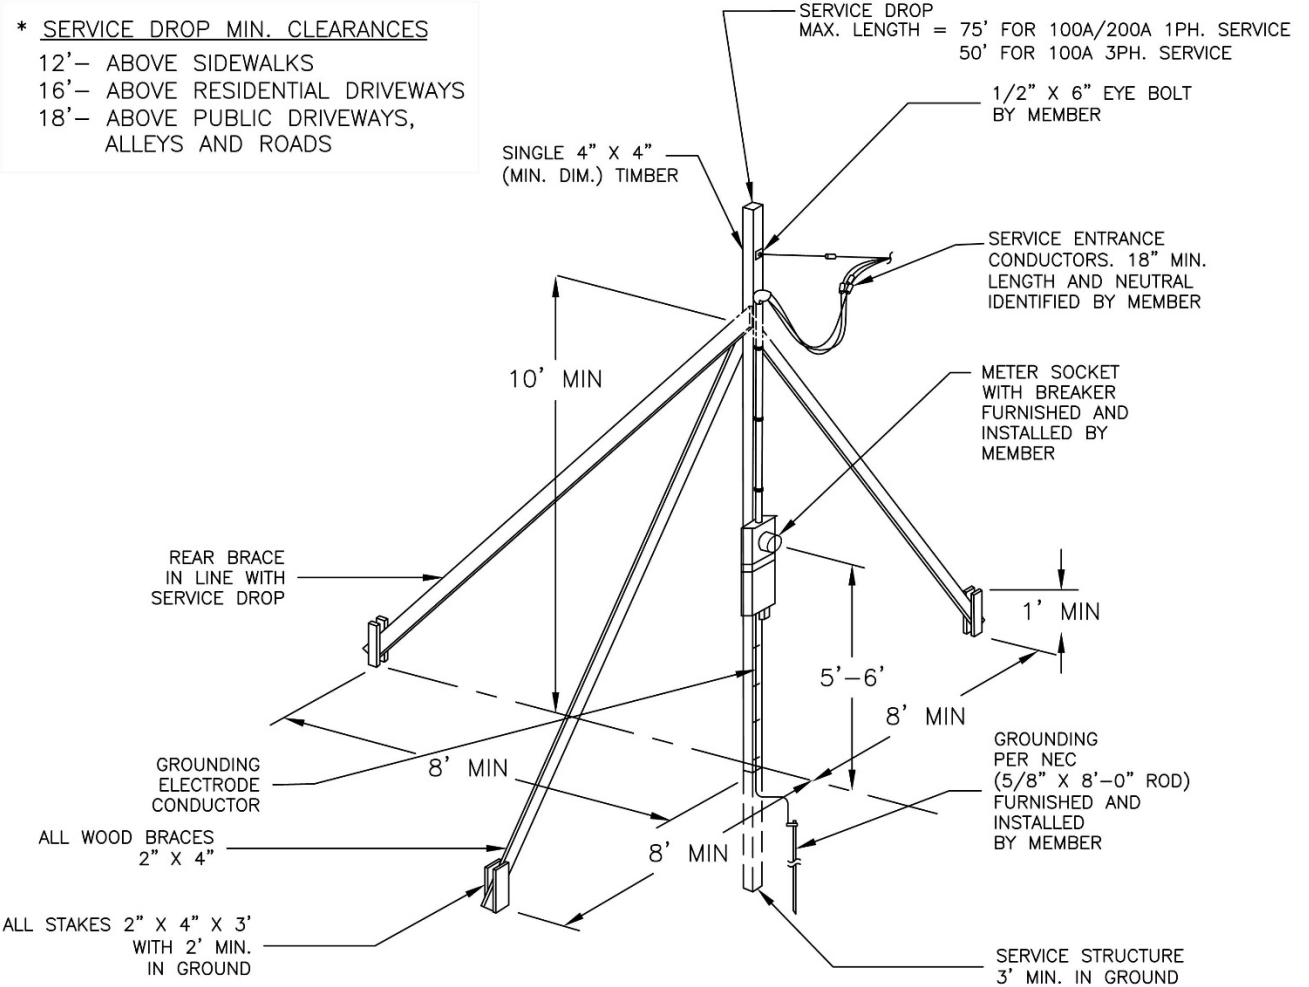 * SERVICE DROP MIN. CLEARANCES
12'– ABOVE SIDEWALKS
16'– ABOVE RESIDENTIAL DRIVEWAYS
18'– ABOVE PUBLIC DRIVEWAYS,
ALLEYS AND ROADS
SERVICE DROP
MAX. LENGTH = 75' FOR 100A/200A 1PH. SERVICE
50' FOR 100A 3PH. SERVICE
1/2" X 6" EYE BOLT
BY MEMBER
SINGLE 4" X 4"
(MIN. DIM.) TIMBER
SERVICE ENTRANCE
CONDUCTORS. 18" MIN.
LENGTH AND NEUTRAL
IDENTIFIED BY MEMBER
10' MIN
METER SOCKET
WITH BREAKER
FURNISHED AND
INSTALLED BY
MEMBER
REAR BRACE
IN LINE WITH
SERVICE DROP
1' MIN
5'–6'
8' MIN
GROUNDING
ELECTRODE
CONDUCTOR
8' MIN
GROUNDING
PER NEC
(5/8" X 8'–0" ROD)
FURNISHED AND
INSTALLED
BY MEMBER
ALL WOOD BRACES
2" X 4"
8' MIN
ALL STAKES 2" X 4" X 3'
WITH 2' MIN.
IN GROUND
SERVICE STRUCTURE
3' MIN. IN GROUND